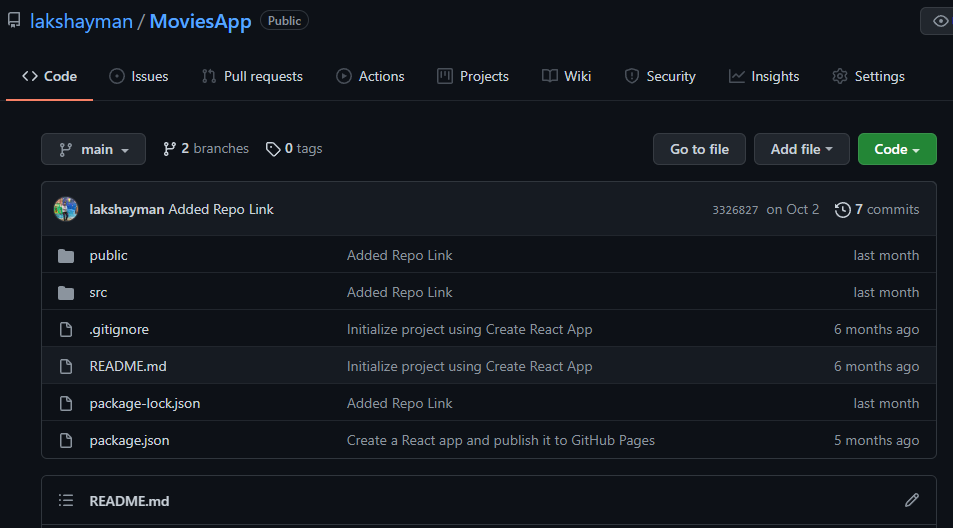 lakshayman / MoviesApp Public
Code Issues Pull requests Actions Projects Wiki Security Insights Settings
main 2 branches 0 tags Go to file Add file Code
lakshayman Added Repo Link 3326827 on Oct 2 7 commits
public Added Repo Link last month
src Added Repo Link last month
.gitignore Initialize project using Create React App 6 months ago
README.md Initialize project using Create React App 6 months ago
package-lock.json Added Repo Link last month
package.json Create a React app and publish it to GitHub Pages 5 months ago
README.md